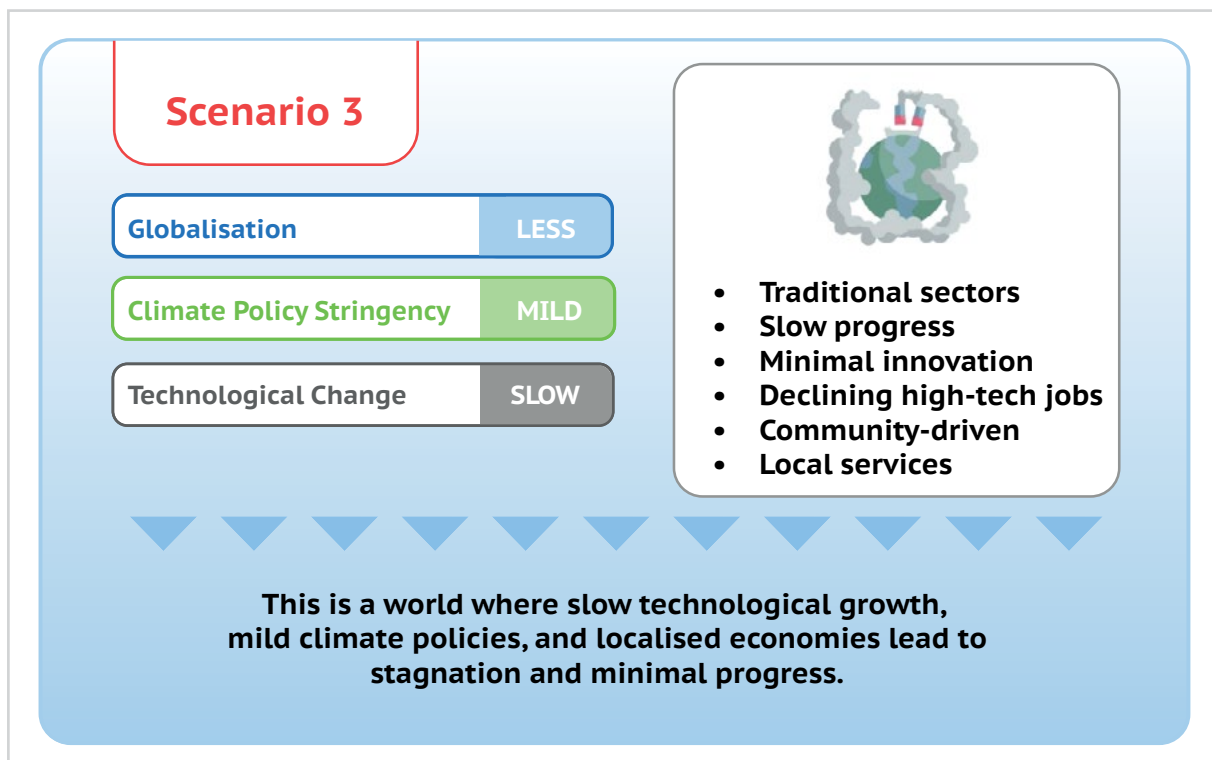 Scenario 3
Globalisation LESS
Climate Policy Stringency MILD
Technological Change SLOW
• Traditional sectors
• Slow progress
• Minimal innovation
• Declining high-tech jobs
• Community-driven
• Local services
This is a world where slow technological growth,
mild climate policies, and localised economies lead to
stagnation and minimal progress.